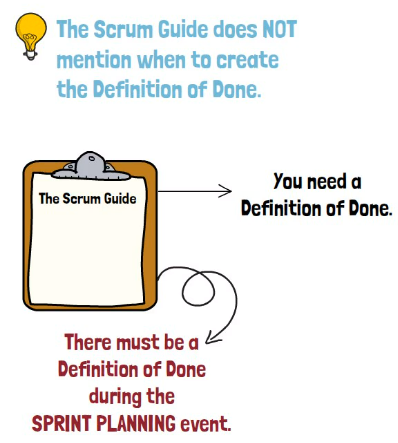 The Scrum Guide does NOT
mention when to create
the Definition of Done.
The Scrum Guide
You need a
Definition of Done.
There must be a
Definition of Done
during the
SPRINT PLANNING event.